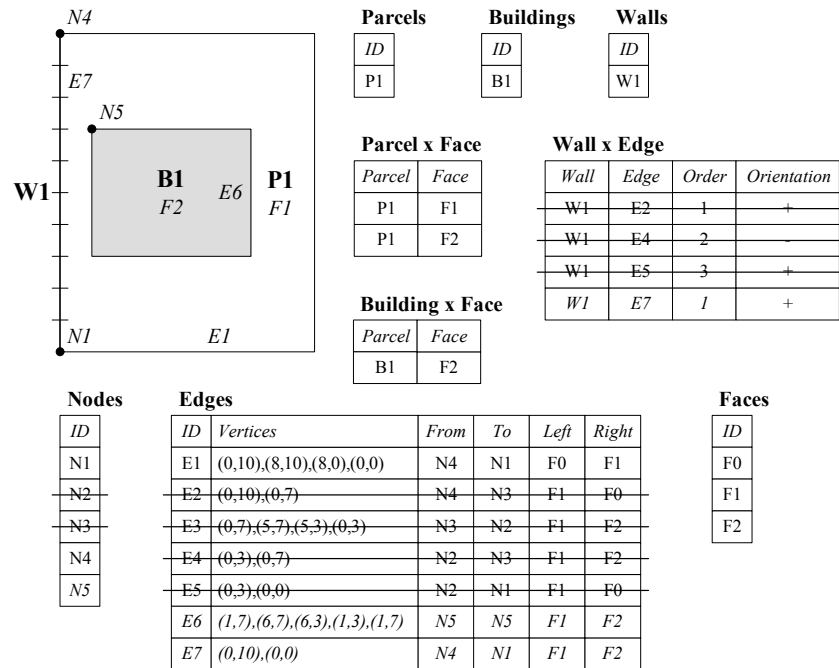 N4
E7
N5
W1
B1
F2
E6
P1
F1
N1
E1
Parcels
ID
P1
Buildings
ID
B1
Walls
ID
W1
Parcel x Face
Parcel Face
P1 F1
P1 F2
Wall x Edge
Wall Edge Order Orientation
W1 E2 1 +
W1 E4 2 -
W1 E5 3 +
W1 E7 1 +
Building x Face
Parcel Face
B1 F2
Nodes
ID
N1
N2
N3
N4
N5
Edges
ID Vertices From To Left Right
E1 (0,10),(8,10),(8,0),(0,0) N4 N1 F0 F1
E2 (0,10),(0,7) N4 N3 F1 F0
E3 (0,7),(5,7),(5,3),(0,3) N3 N2 F1 F2
E4 (0,3),(0,7) N2 N3 F1 F2
E5 (0,3),(0,0) N2 N1 F1 F0
E6 (1,7),(6,7),(6,3),(1,3),(1,7) N5 N5 F1 F2
E7 (0,10),(0,0) N4 N1 F1 F2
Faces
ID
F0
F1
F2